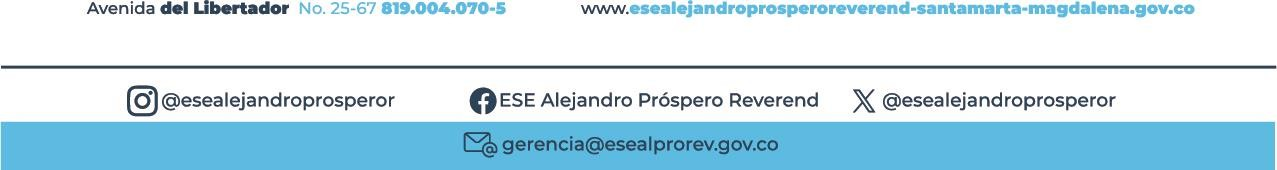 Avenida del Libertador No. 25-67 819.004.070-5 www.esealejandroprosperoreverend-santamarta-magdalena.gov.co
@esealejandroprosperor ESE Alejandro Próspero Reverend @esealejandroprosperor
gerencia@esealprorev.gov.co